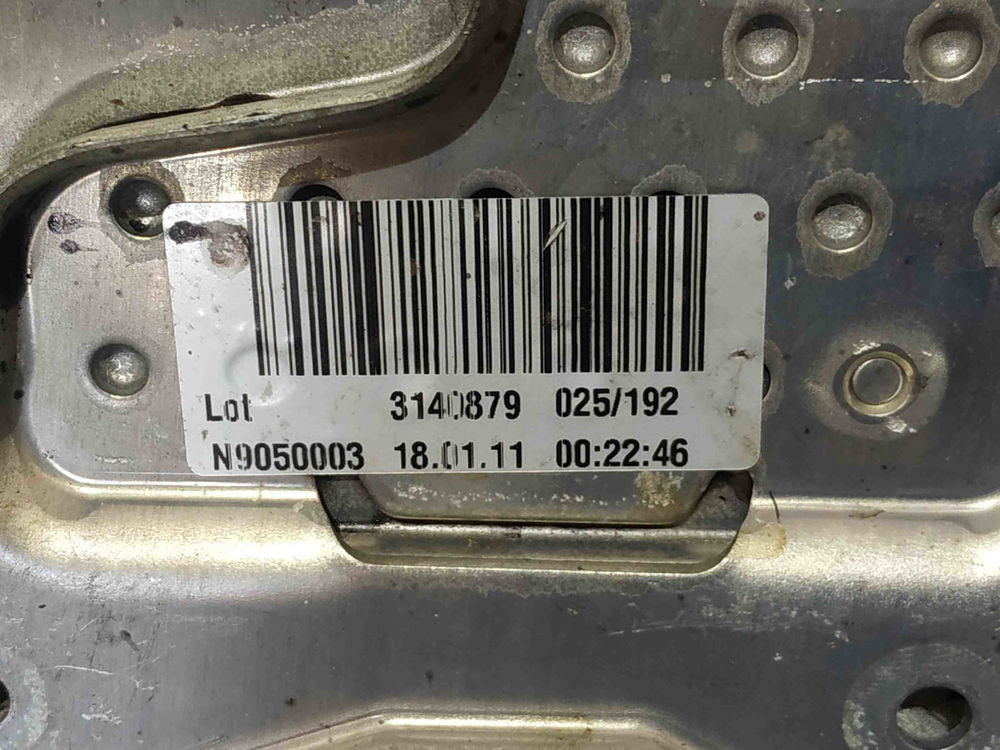 Lot 3140879 025/192
N9050003 18.01.11 00:22:46